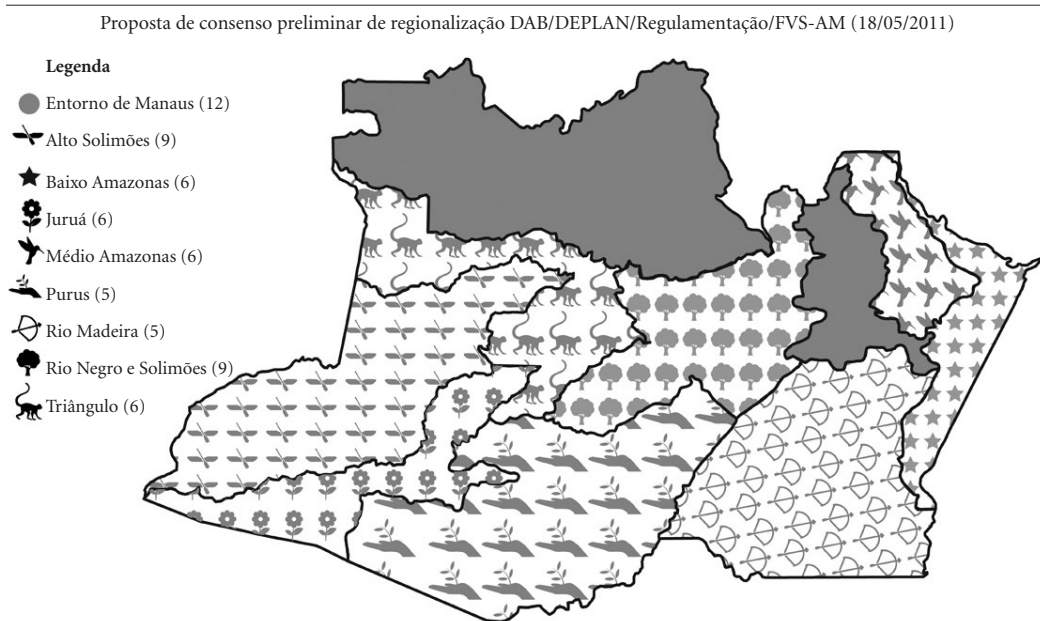 Proposta de consenso preliminar de regionalização DAB/DEPLAN/Regulamentação/FVS-AM (18/05/2011)
Legenda
Entorno de Manaus (12)
Alto Solimões (9)
Baixo Amazonas (6)
Juruá (6)
Médio Amazonas (6)
Purus (5)
Rio Madeira (5)
Rio Negro e Solimões (9)
Triângulo (6)